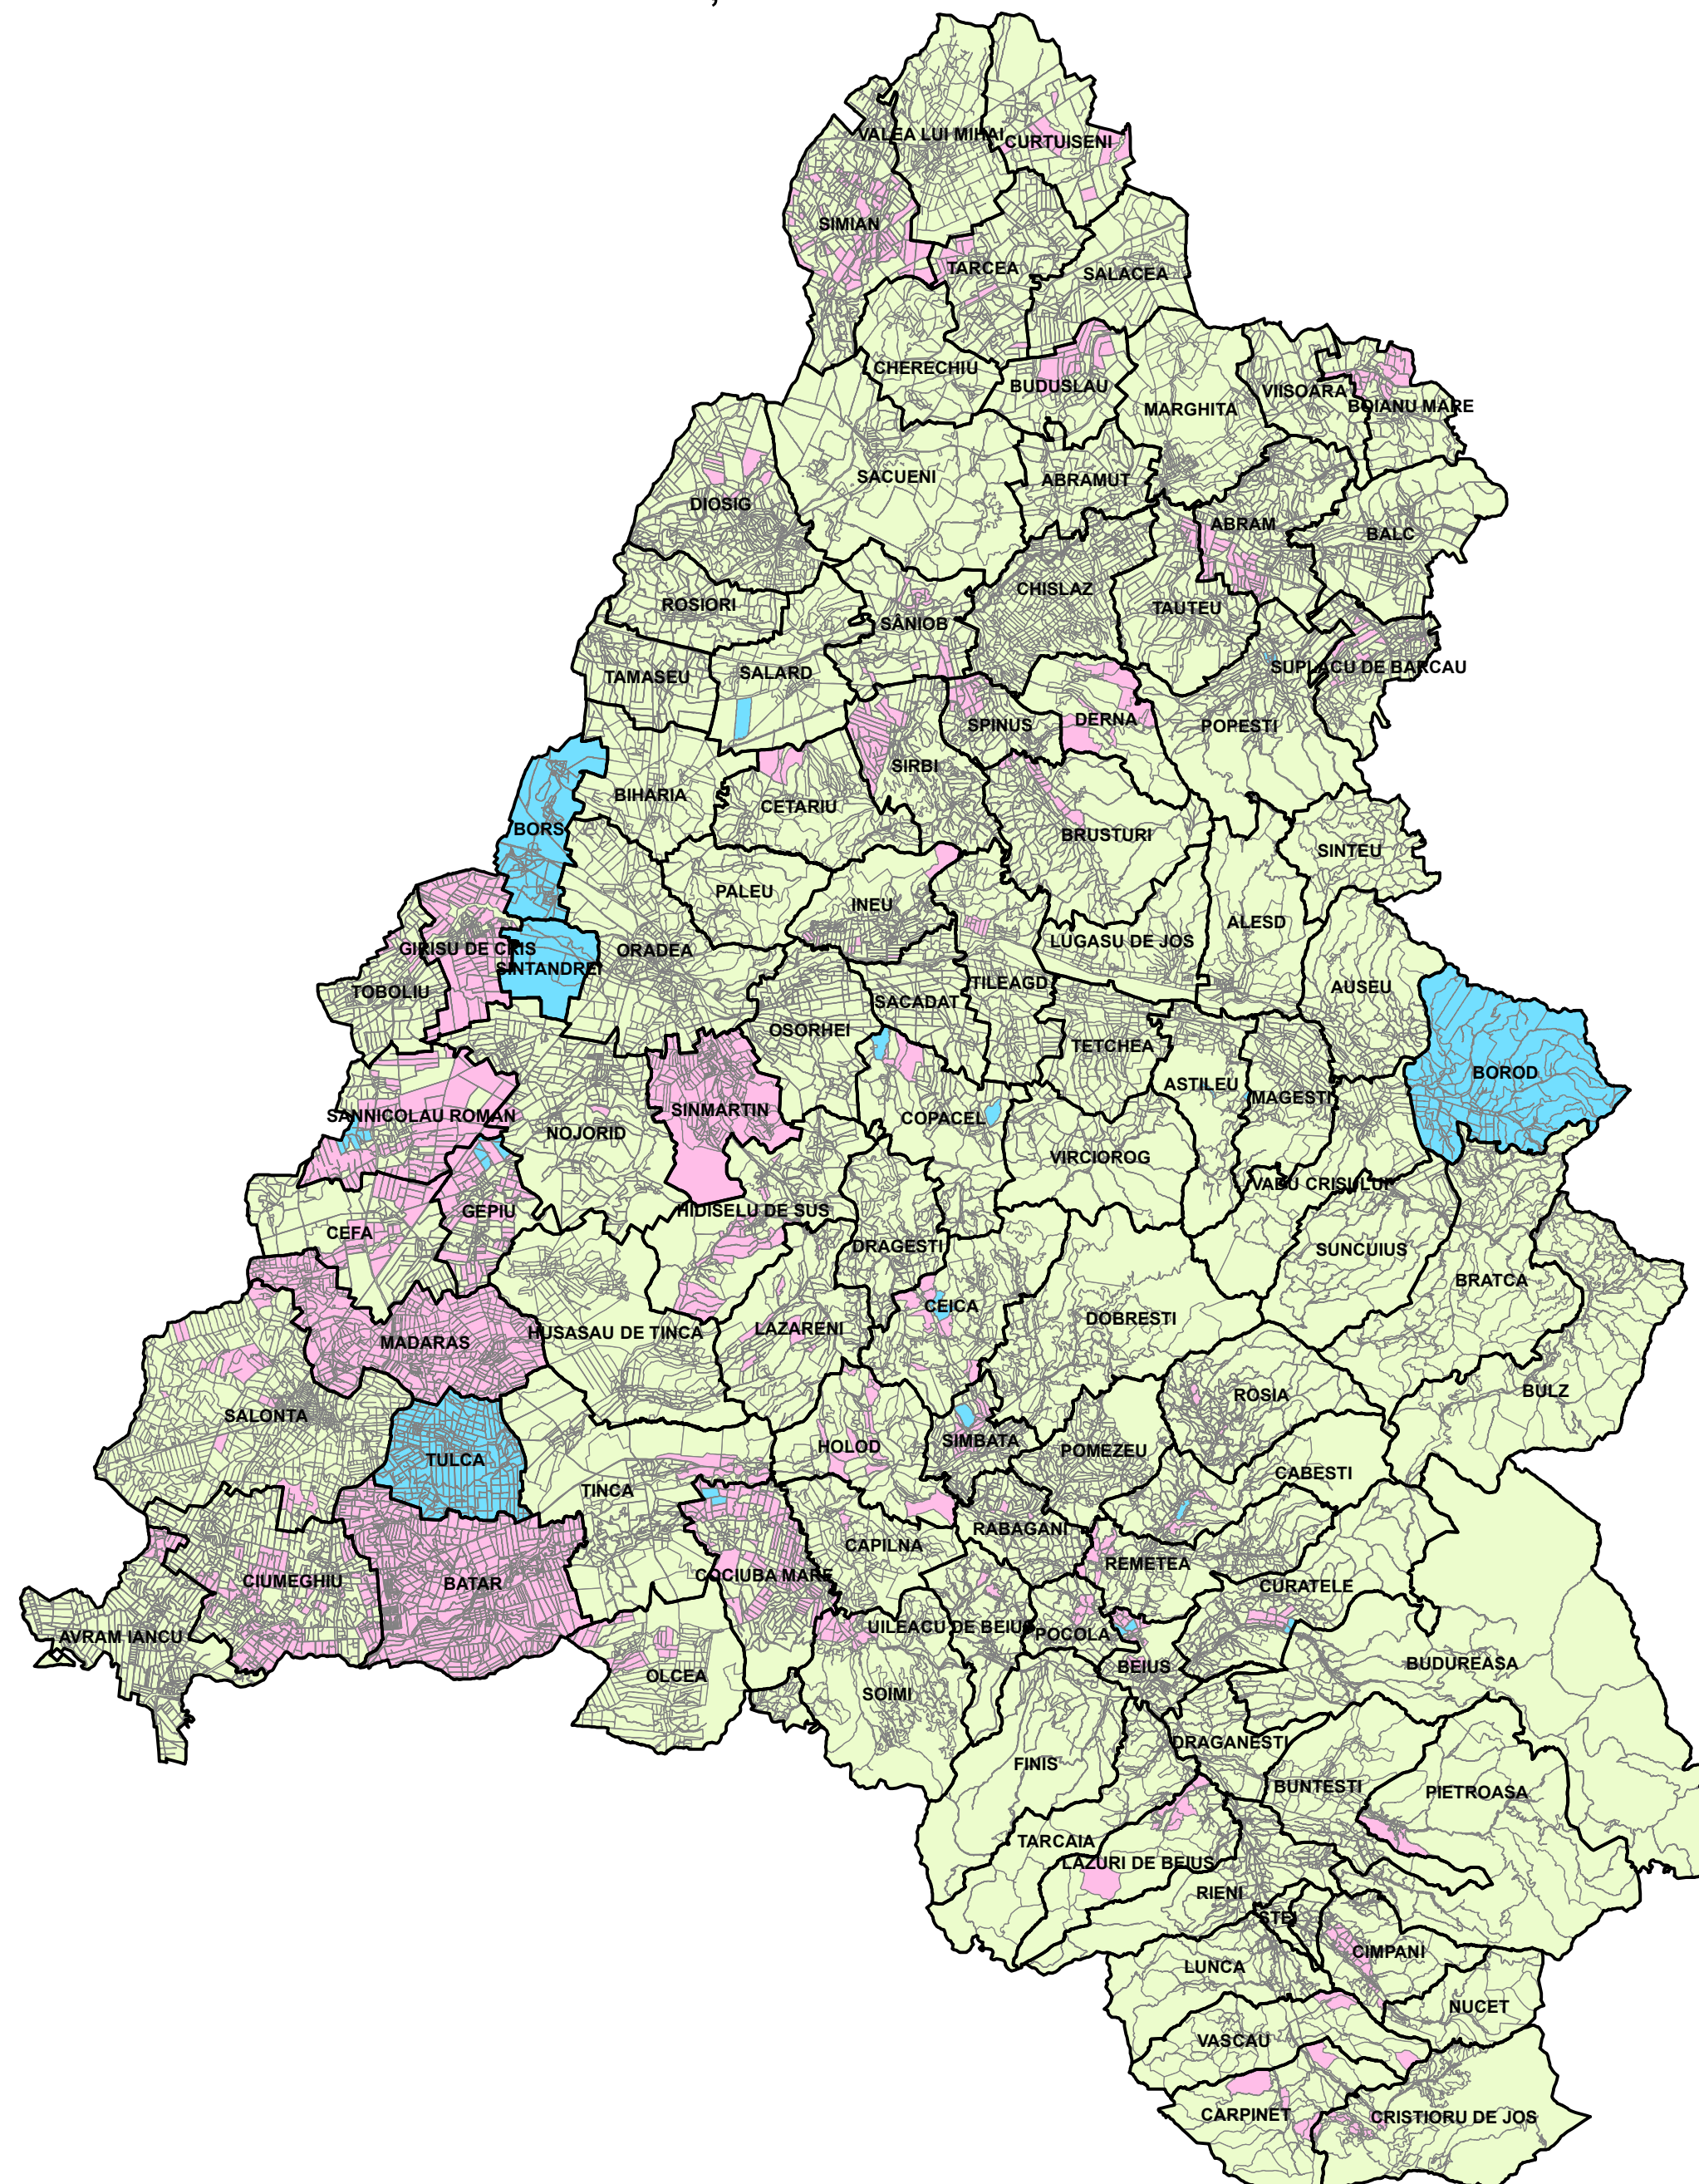 VALEA LUI MIHAI
CURTUISENI
SIMIAN
TARCEA
SALACEA
CHERECHIU
BUDUSLAU
VIISOARA
BOIANU MARE
MARGHITA
SACUENI
ABRAMUT
DIOSIG
ABRAM
BALC
CHISLAZ
ROSIORI
TAUTEU
SÂNIOB
SUPLACU DE BARCAU
SALARD
TAMASEU
DERNA
SPINUS
POPESTI
SIRBI
BIHARIA
CETARIU
BORS
BRUSTURI
SINTEU
PALEU
INEU
ALESD
LUGASU DE JOS
GIRISU DE CRIS
ORADEA
SINTANDREI
TILEAGD
AUSEU
TOBOLIU
SACADAT
OSORHEI
TETCHEA
BOROD
ASTILEU
MAGESTI
SINMARTIN
SANNICOLAU ROMAN
COPACEL
NOJORID
VIRCIOROG
VADU CRISULUI
HIDISELU DE SUS
GEPIU
CEFA
DRAGESTI
SUNCUIUS
BRATCA
CEICA
DOBRESTI
LAZARENI
HUSASAU DE TINCA
MADARAS
BULZ
ROSIA
SALONTA
SIMBATA
HOLOD
POMEZEU
TULCA
CABESTI
TINCA
RABAGANI
CAPILNA
REMETEA
COCIUBA MARE
CIUMEGHIU
BATAR
CURATELE
UILEACU DE BEIUS
POCOLA
AVRAM IANCU
BUDUREASA
BEIUS
OLCEA
SOIMI
DRAGANESTI
FINIS
BUNTESTI
PIETROASA
TARCAIA
LAZURI DE BEIUS
RIENI
STEI
CIMPANI
LUNCA
NUCET
VASCAU
CARPINET
CRISTIORU DE JOS